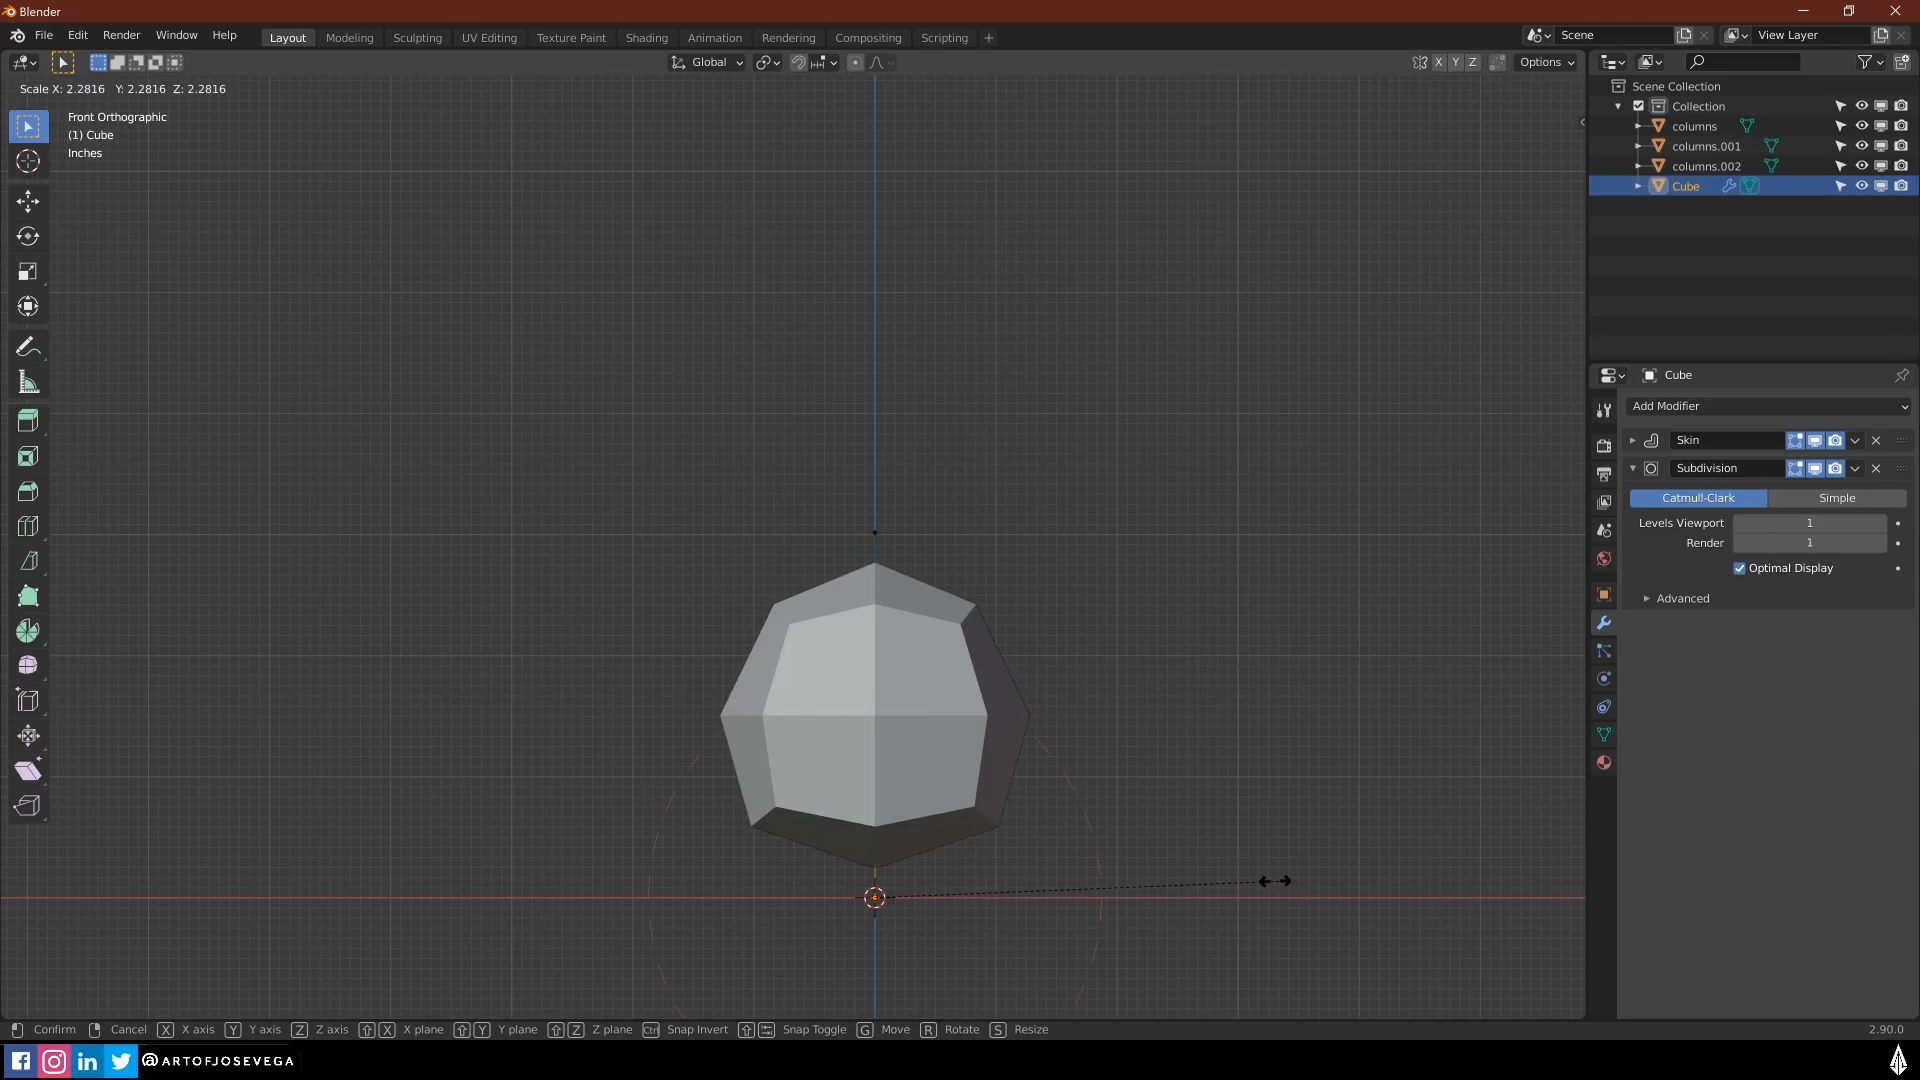 Blender
File Edit Render Window Help
Layout Modeling Sculpting UV Editing Texture Paint Shading Animation Rendering Compositing Scripting +
Scene
View Layer
Global
X Y Z
Options
Scale X: 2.2816 Y: 2.2816 Z: 2.2816
Front Orthographic
(1) Cube
Inches
Scene Collection
Collection
columns
columns.001
columns.002
Cube
Cube
Add Modifier
Skin
Subdivision
Catmull-Clark Simple
Levels Viewport 1
Render 1
Optimal Display
Advanced
Confirm Cancel X X axis Y Y axis Z Z axis X X plane Y Y plane Z Z plane Ctrl Snap Invert Snap Toggle G Move R Rotate S Resize
2.90.0
@ARTOFJOSEVEGA